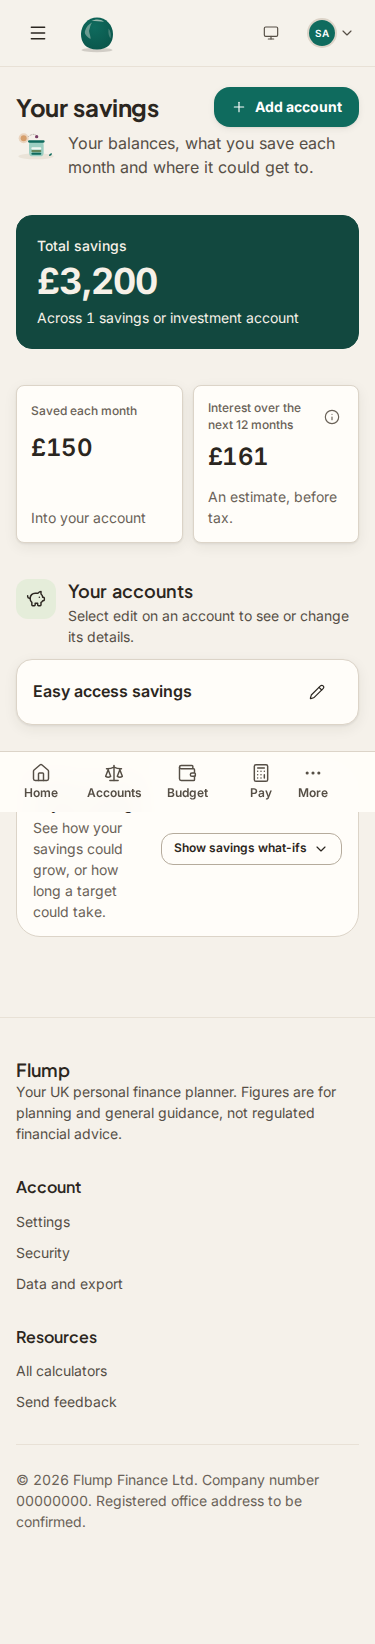 SA
Your savings
Add account
Your balances, what you save each
month and where it could get to.
Total savings
£3,200
Across 1 savings or investment account
Saved each month
£150
Into your account
Interest over the
next 12 months
£161
An estimate, before
tax.
Your accounts
Select edit on an account to see or change
its details.
Easy access savings
Home
Accounts
Budget
Pay
More
See how your
savings could
grow, or how
long a target
could take.
Show savings what-ifs
Flump
Your UK personal finance planner. Figures are for
planning and general guidance, not regulated
financial advice.
Account
Settings
Security
Data and export
Resources
All calculators
Send feedback
© 2026 Flump Finance Ltd. Company number
00000000. Registered office address to be
confirmed.